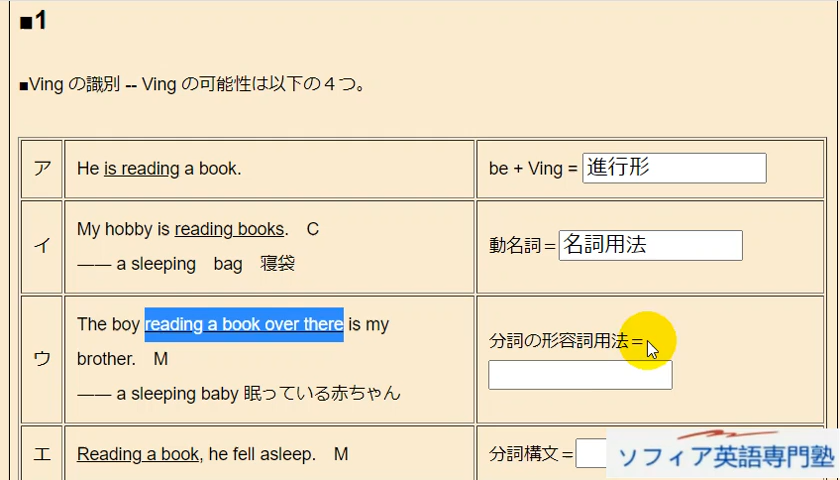 ■1
■Ving の識別 -- Ving の可能性は以下の４つ。
ア He is reading a book. be + Ving = 進行形
イ My hobby is reading books. C
―― a sleeping bag 寝袋
動名詞＝名詞用法
ウ The boy reading a book over there is my
brother. M
―― a sleeping baby 眠っている赤ちゃん
分詞の形容詞用法＝
エ Reading a book, he fell asleep. M 分詞構文＝
ソフィア英語専門塾